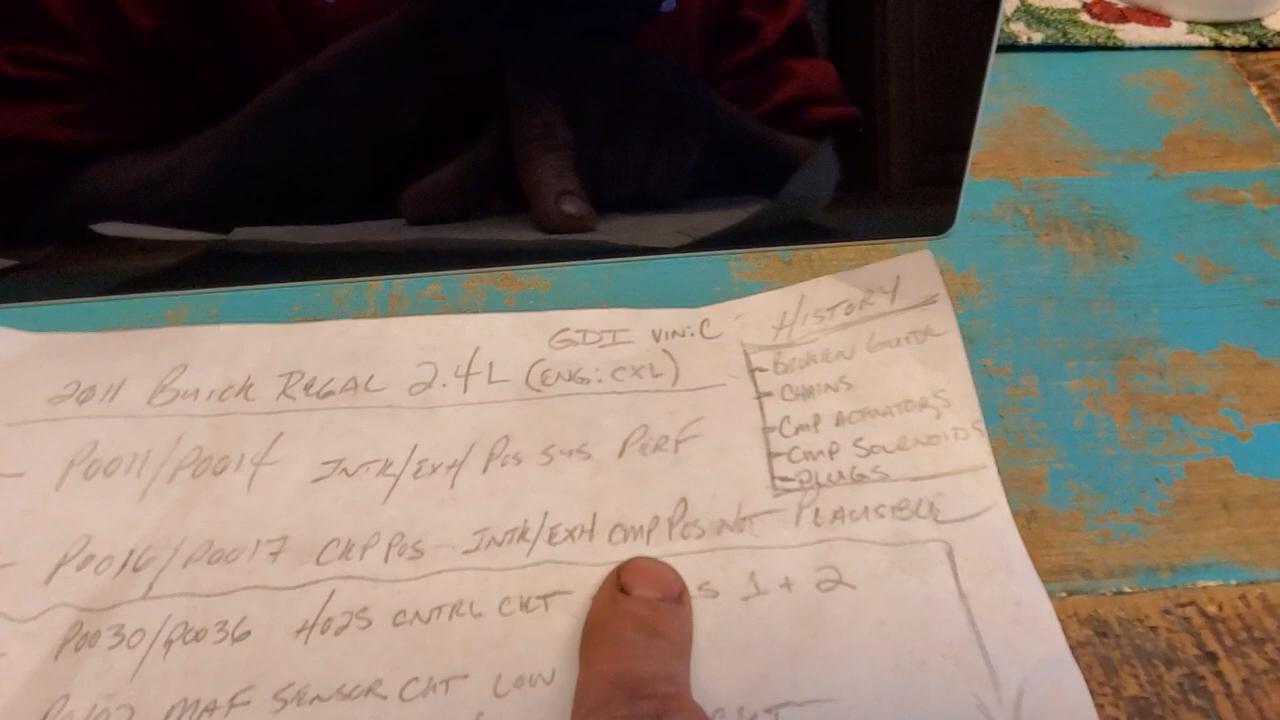 GDI VIN:C
2011 Buick REGAL 2.4L (ENG: CXL)
HISTORY
- BROKEN GUIDE
- CHAINS
- CMP ACTUATORS
- CMP SOLENOIDS
- PLUGS
- P0011/P0014 INTK/EXH Pos sys PERF
- P0016/P0017 CKP Pos - INTK/EXH CMP Pos Not PLAUSIBLE
- P0030/P0036 HO2S CNTRL CKT s 1 + 2
MAF SENSOR CKT LOW
CKT